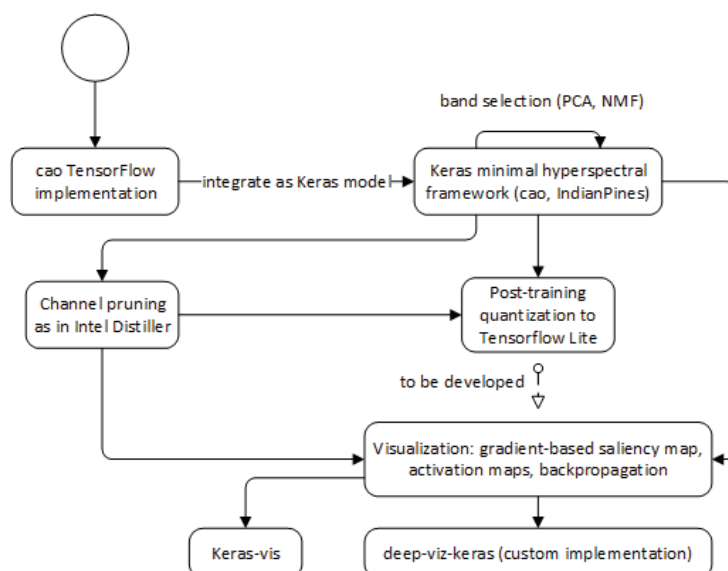 band selection (PCA, NMF)
cao TensorFlow
implementation
integrate as Keras model
Keras minimal hyperspectral
framework (cao, IndianPines)
Channel pruning
as in Intel Distiller
Post-training
quantization to
Tensorflow Lite
to be developed
Visualization: gradient-based saliency map,
activation maps, backpropagation
Keras-vis
deep-viz-keras (custom implementation)